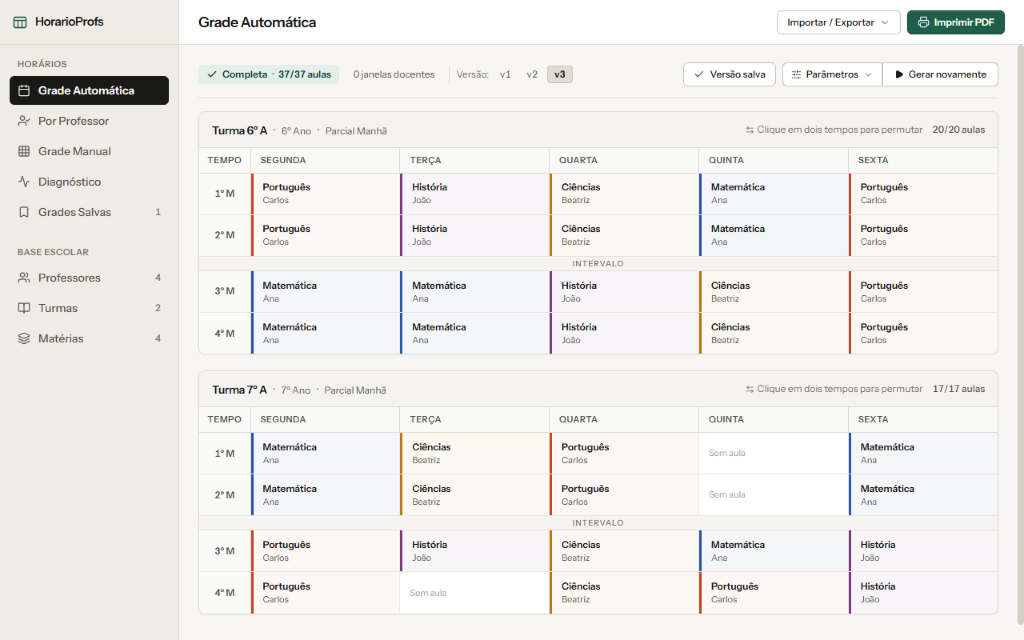 HorarioProfs
Grade Automática
Importar / Exportar
Imprimir PDF
HORÁRIOS
Grade Automática
Por Professor
Grade Manual
Diagnóstico
Grades Salvas 1
BASE ESCOLAR
Professores 4
Turmas 2
Matérias 4
Completa · 37/37 aulas
0 janelas docentes
Versão: v1 v2 v3
Versão salva
Parâmetros
Gerar novamente
Turma 6º A · 6º Ano · Parcial Manhã
Clique em dois tempos para permutar 20/20 aulas
TEMPO SEGUNDA TERÇA QUARTA QUINTA SEXTA
1º M Português História Ciências Matemática Português
Carlos João Beatriz Ana Carlos
2º M Português História Ciências Matemática Português
Carlos João Beatriz Ana Carlos
INTERVALO
3º M Matemática Matemática História Ciências Português
Ana Ana João Beatriz Carlos
4º M Matemática Matemática História Ciências Português
Ana Ana João Beatriz Carlos
Turma 7º A · 7º Ano · Parcial Manhã
Clique em dois tempos para permutar 17/17 aulas
TEMPO SEGUNDA TERÇA QUARTA QUINTA SEXTA
1º M Matemática Ciências Português Sem aula Matemática
Ana Beatriz Carlos Ana
2º M Matemática Ciências Português Sem aula Matemática
Ana Beatriz Carlos Ana
INTERVALO
3º M Português História Ciências Matemática História
Carlos João Beatriz Ana João
4º M Português Sem aula Ciências Português História
Carlos Beatriz Carlos João